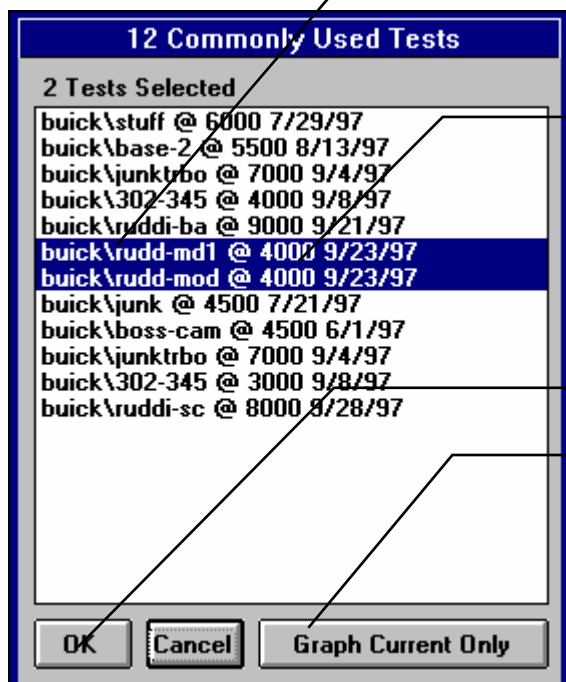 12 Commonly Used Tests
2 Tests Selected
buick\stuff @ 6000 7/29/97
buick\base-2 @ 5500 8/13/97
buick\junktrbo @ 7000 9/4/97
buick\302-345 @ 4000 9/8/97
buick\ruddi-ba @ 9000 9/21/97
buick\rudd-md1 @ 4000 9/23/97
buick\rudd-mod @ 4000 9/23/97
buick\junk @ 4500 7/21/97
buick\boss-cam @ 4500 6/1/97
buick\junktrbo @ 7000 9/4/97
buick\302-345 @ 3000 9/8/97
buick\ruddi-sc @ 8000 9/28/97
OK Cancel Graph Current Only